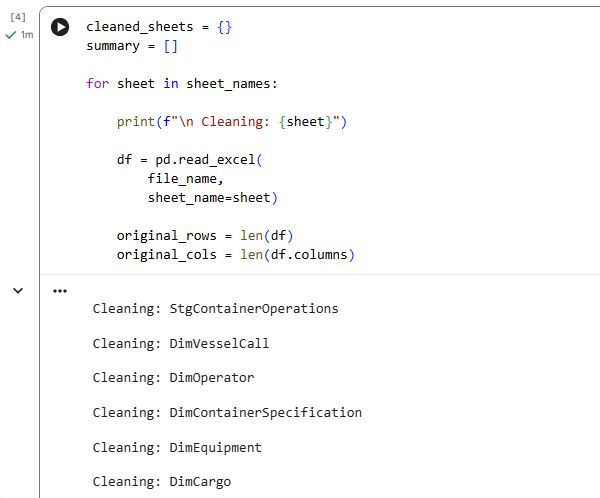 [4]
1m
cleaned_sheets = {}
summary = []
for sheet in sheet_names:
    print(f"\n Cleaning: {sheet}")
    df = pd.read_excel(
        file_name,
        sheet_name=sheet)
    original_rows = len(df)
    original_cols = len(df.columns)
...
Cleaning: StgContainerOperations
Cleaning: DimVesselCall
Cleaning: DimOperator
Cleaning: DimContainerSpecification
Cleaning: DimEquipment
Cleaning: DimCargo